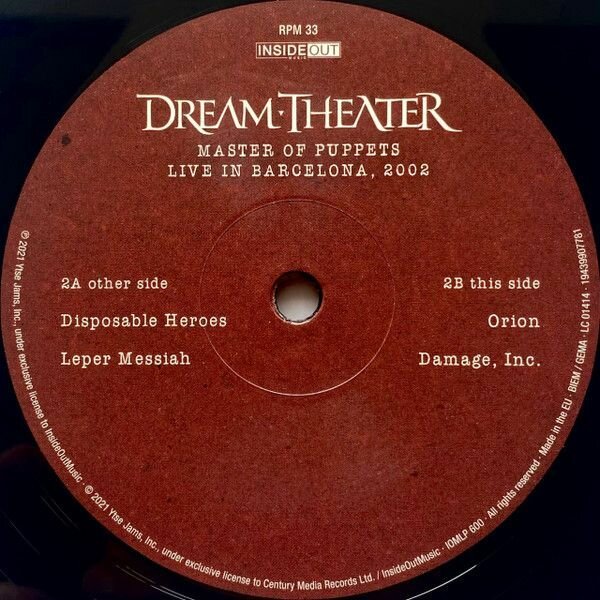 RPM 33
INSIDEOUT
MUSIC
DREAM·THEATER
MASTER OF PUPPETS
LIVE IN BARCELONA, 2002
2A other side
Disposable Heroes
Leper Messiah
2B this side
Orion
Damage, Inc.
℗ 2021 Ytse Jams, Inc., under exclusive license to InsideOutMusic · © 2021 Ytse Jams, Inc., under exclusive license to Century Media Records Ltd. / InsideOutMusic · IOMLP 600 · All rights reserved · Made in the EU · BIEM / GEMA · LC 01414 · 19439907781